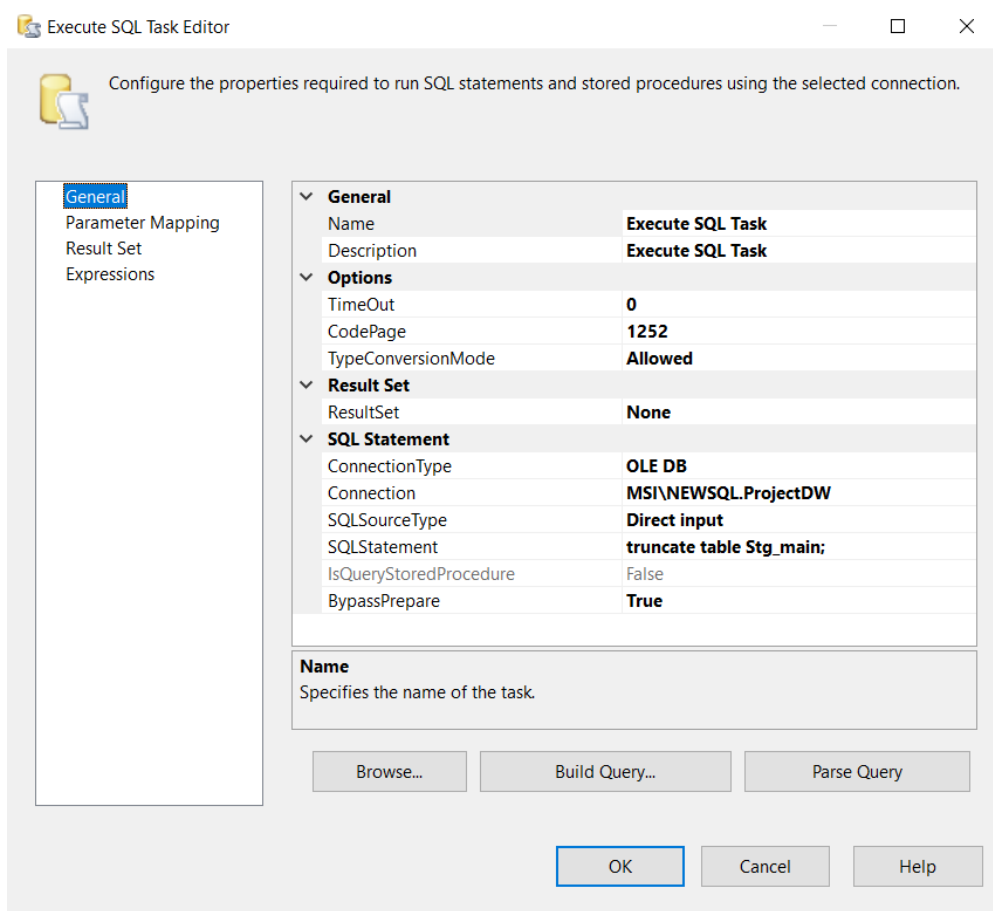 Execute SQL Task Editor
Configure the properties required to run SQL statements and stored procedures using the selected connection.
General
Parameter Mapping
Result Set
Expressions
General
Name Execute SQL Task
Description Execute SQL Task
Options
TimeOut 0
CodePage 1252
TypeConversionMode Allowed
Result Set
ResultSet None
SQL Statement
ConnectionType OLE DB
Connection MSI\NEWSQL.ProjectDW
SQLSourceType Direct input
SQLStatement truncate table Stg_main;
IsQueryStoredProcedure False
BypassPrepare True
Name
Specifies the name of the task.
Browse... Build Query... Parse Query
OK Cancel Help